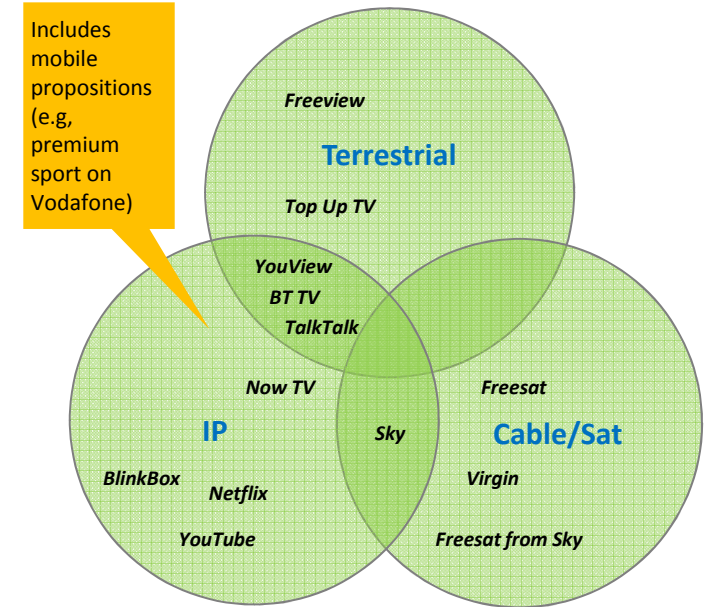 Includes
mobile
propositions
(e.g,
premium
sport on
Vodafone)
Freeview
Terrestrial
Top Up TV
YouView
BT TV
TalkTalk
Now TV
Freesat
IP
Sky
Cable/Sat
BlinkBox
Netflix
Virgin
YouTube
Freesat from Sky